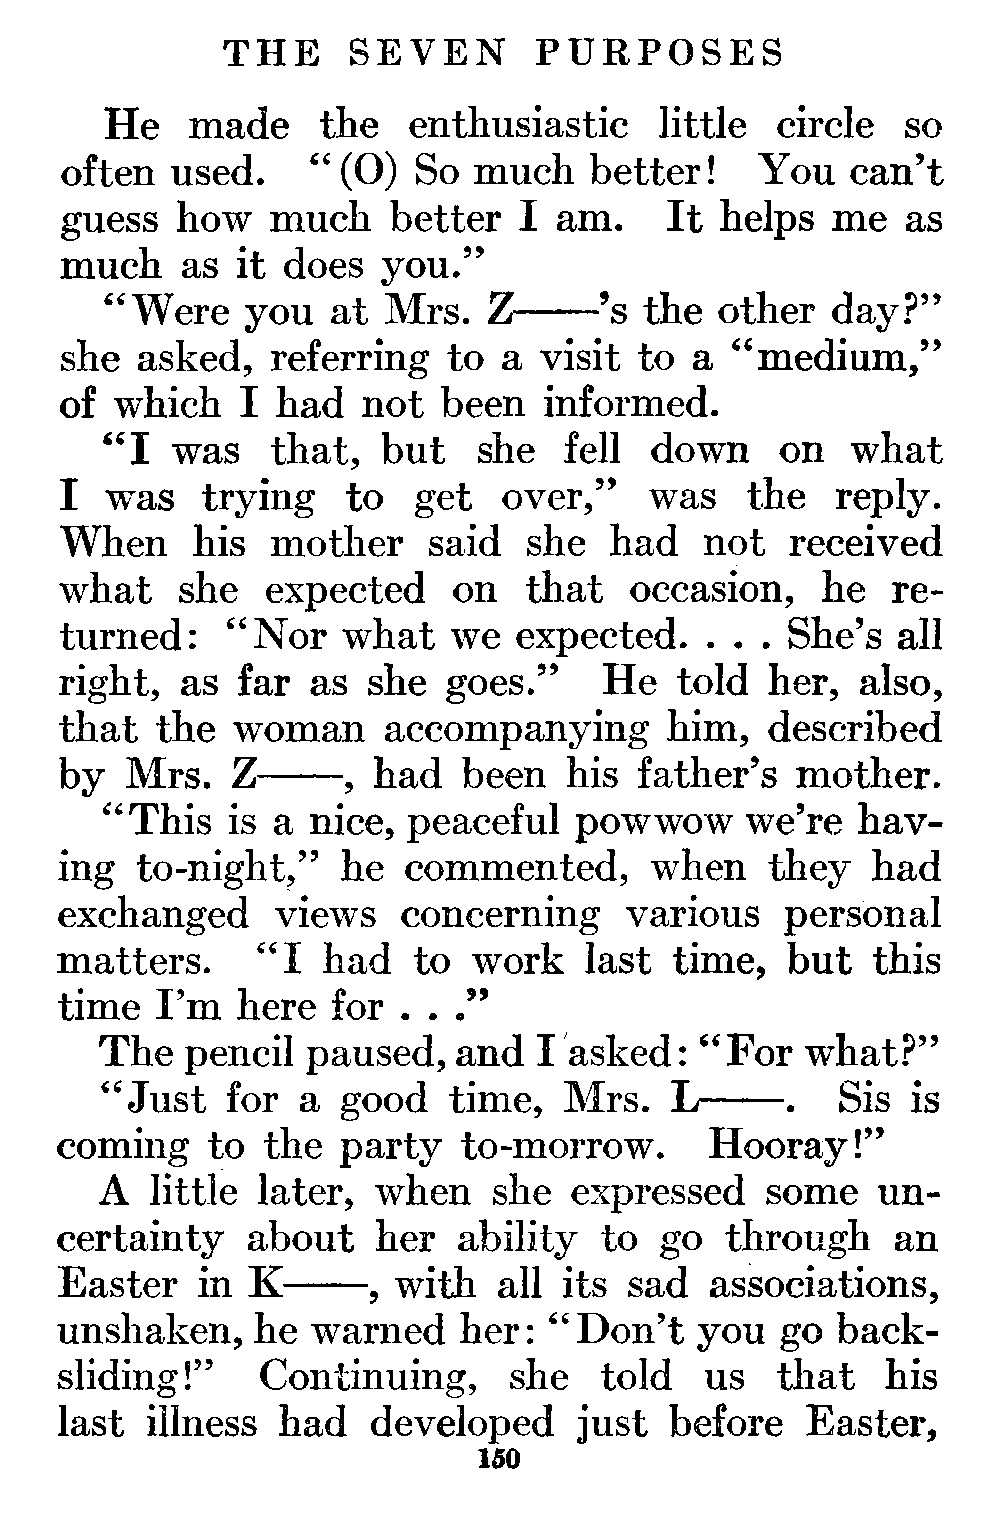 THE SEVEN PURPOSES
He made the enthusiastic little circle so
often used. “(O) So much better! You can’t
guess how much better I am. It helps me as
much as it does you.”
“Were you at Mrs. Z——’s the other day?”
she asked, referring to a visit to a “medium,”
of which I had not been informed.
“I was that, but she fell down on what
I was trying to get over,” was the reply.
When his mother said she had not received
what she expected on that occasion, he re-
turned: “Nor what we expected. . . . She’s all
right, as far as she goes.” He told her, also,
that the woman accompanying him, described
by Mrs. Z——, had been his father’s mother.
“This is a nice, peaceful powwow we’re hav-
ing to-night,” he commented, when they had
exchanged views concerning various personal
matters. “I had to work last time, but this
time I’m here for . . .”
The pencil paused, and I asked: “For what?”
“Just for a good time, Mrs. L——. Sis is
coming to the party to-morrow. Hooray!”
A little later, when she expressed some un-
certainty about her ability to go through an
Easter in K——, with all its sad associations,
unshaken, he warned her: “Don’t you go back-
sliding!” Continuing, she told us that his
last illness had developed just before Easter,
150